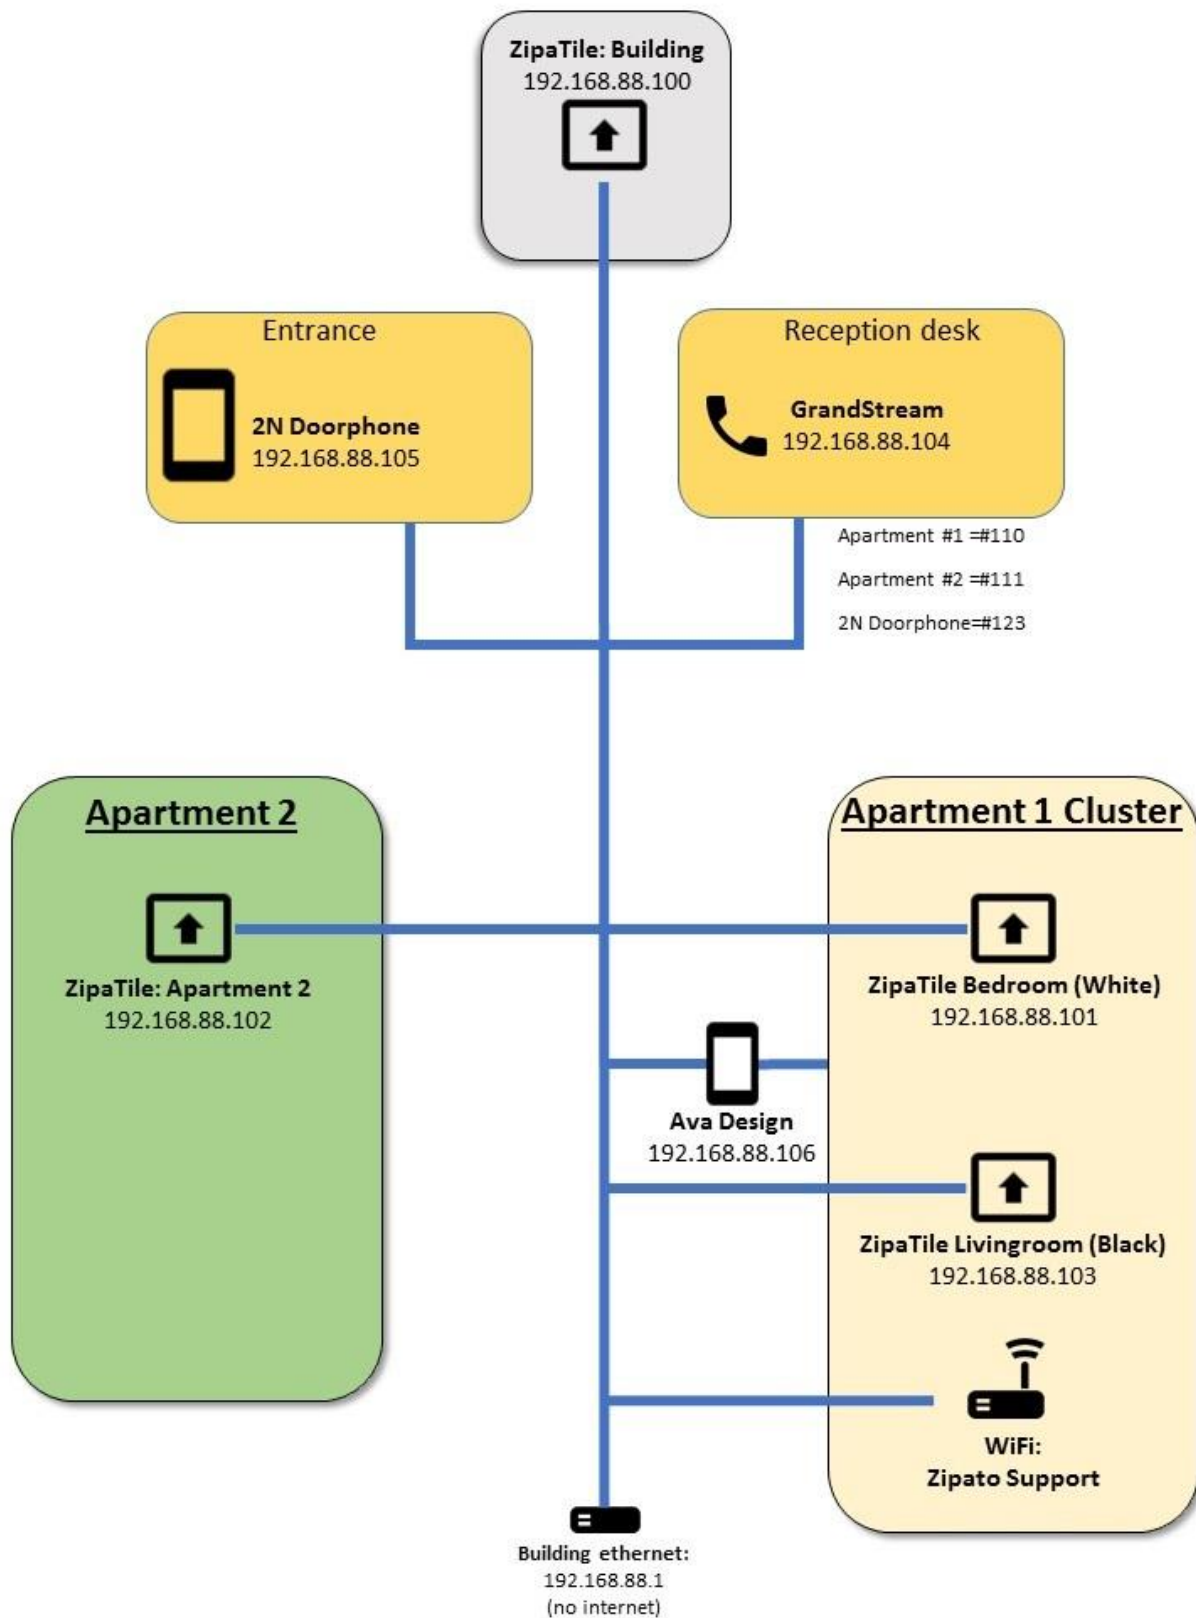 ZipaTile: Building
192.168.88.100
Entrance
2N Doorphone
192.168.88.105
Reception desk
GrandStream
192.168.88.104
Apartment #1 =#110
Apartment #2 =#111
2N Doorphone=#123
Apartment 2
ZipaTile: Apartment 2
192.168.88.102
Apartment 1 Cluster
ZipaTile Bedroom (White)
192.168.88.101
Ava Design
192.168.88.106
ZipaTile Livingroom (Black)
192.168.88.103
WiFi:
Zipato Support
Building ethernet:
192.168.88.1
(no internet)